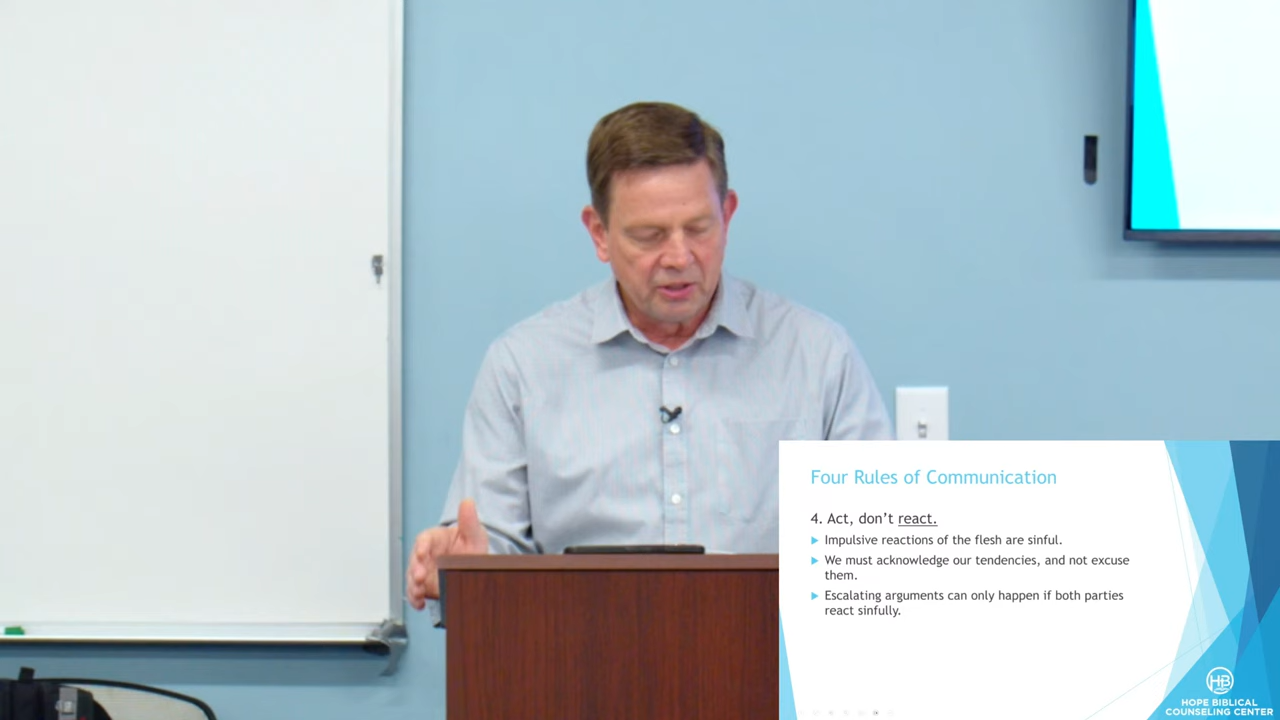 Four Rules of Communication
4. Act, don't react.
Impulsive reactions of the flesh are sinful.
We must acknowledge our tendencies, and not excuse
them.
Escalating arguments can only happen if both parties
react sinfully.
HB
HOPE BIBLICAL
COUNSELING CENTER